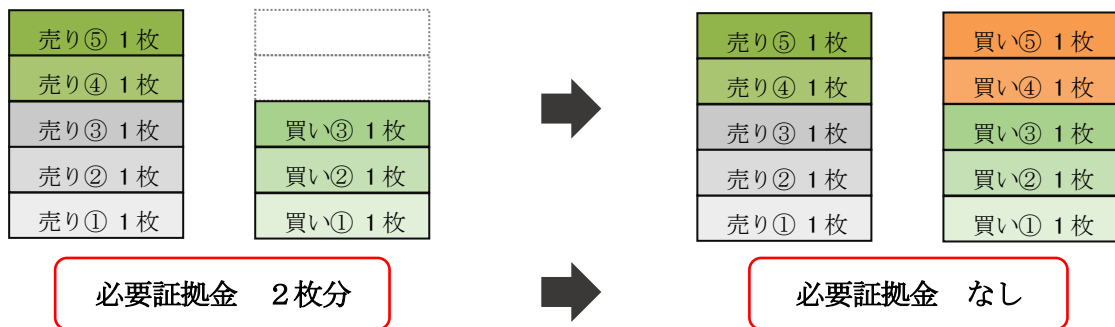 売り⑤ 1枚
売り④ 1枚
売り③ 1枚
売り② 1枚
売り① 1枚
買い③ 1枚
買い② 1枚
買い① 1枚
必要証拠金 2枚分
売り⑤ 1枚
売り④ 1枚
売り③ 1枚
売り② 1枚
売り① 1枚
買い⑤ 1枚
買い④ 1枚
買い③ 1枚
買い② 1枚
買い① 1枚
必要証拠金 なし